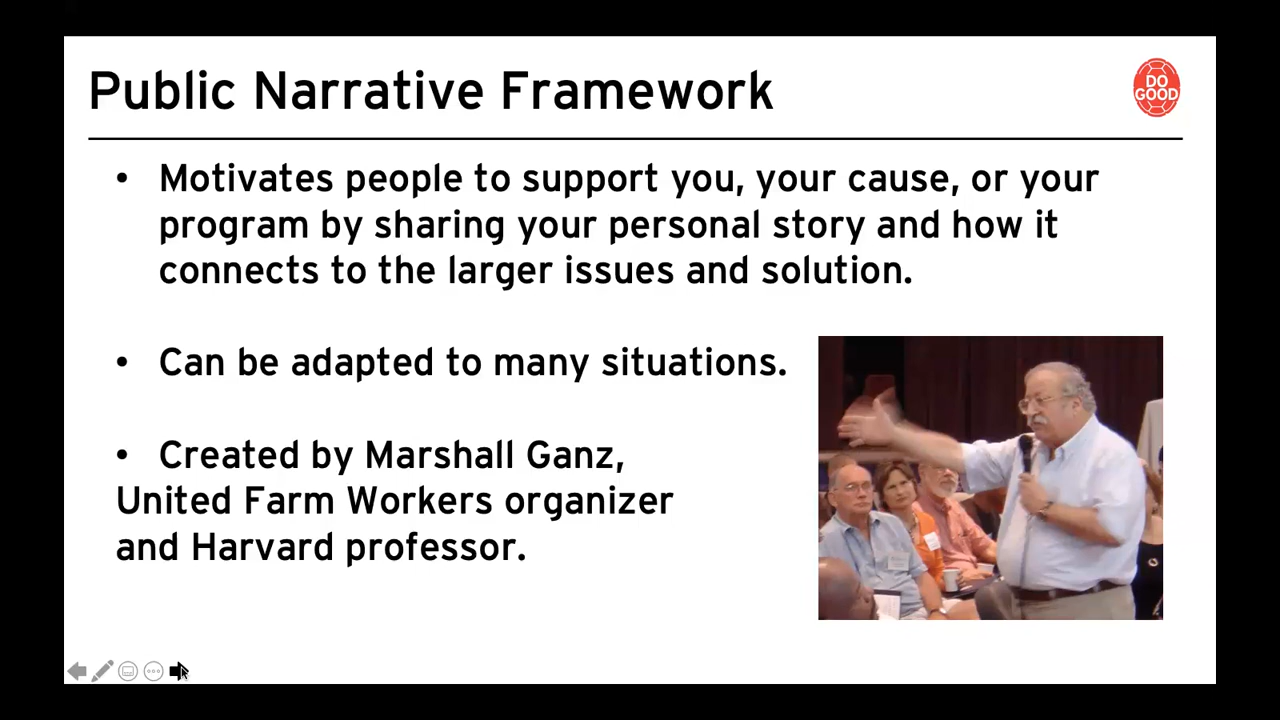 Public Narrative Framework
DO
GOOD
• Motivates people to support you, your cause, or your
program by sharing your personal story and how it
connects to the larger issues and solution.
• Can be adapted to many situations.
• Created by Marshall Ganz,
United Farm Workers organizer
and Harvard professor.